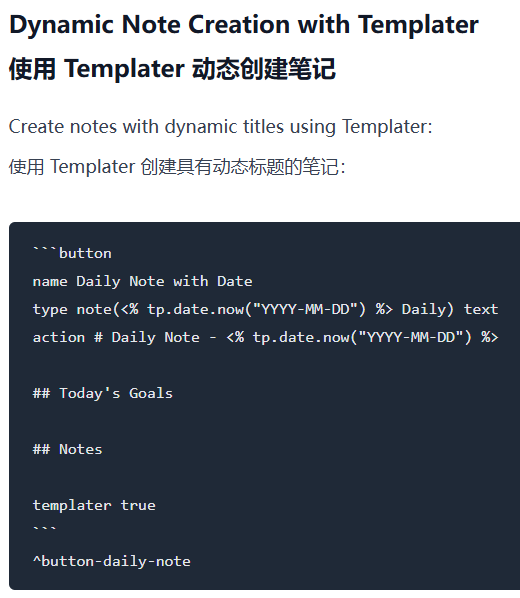 Dynamic Note Creation with Templater
使用 Templater 动态创建笔记
Create notes with dynamic titles using Templater:
使用 Templater 创建具有动态标题的笔记：
```button
name Daily Note with Date
type note(<% tp.date.now("YYYY-MM-DD") %> Daily) text
action # Daily Note - <% tp.date.now("YYYY-MM-DD") %>
## Today's Goals
## Notes
templater true
```
^button-daily-note